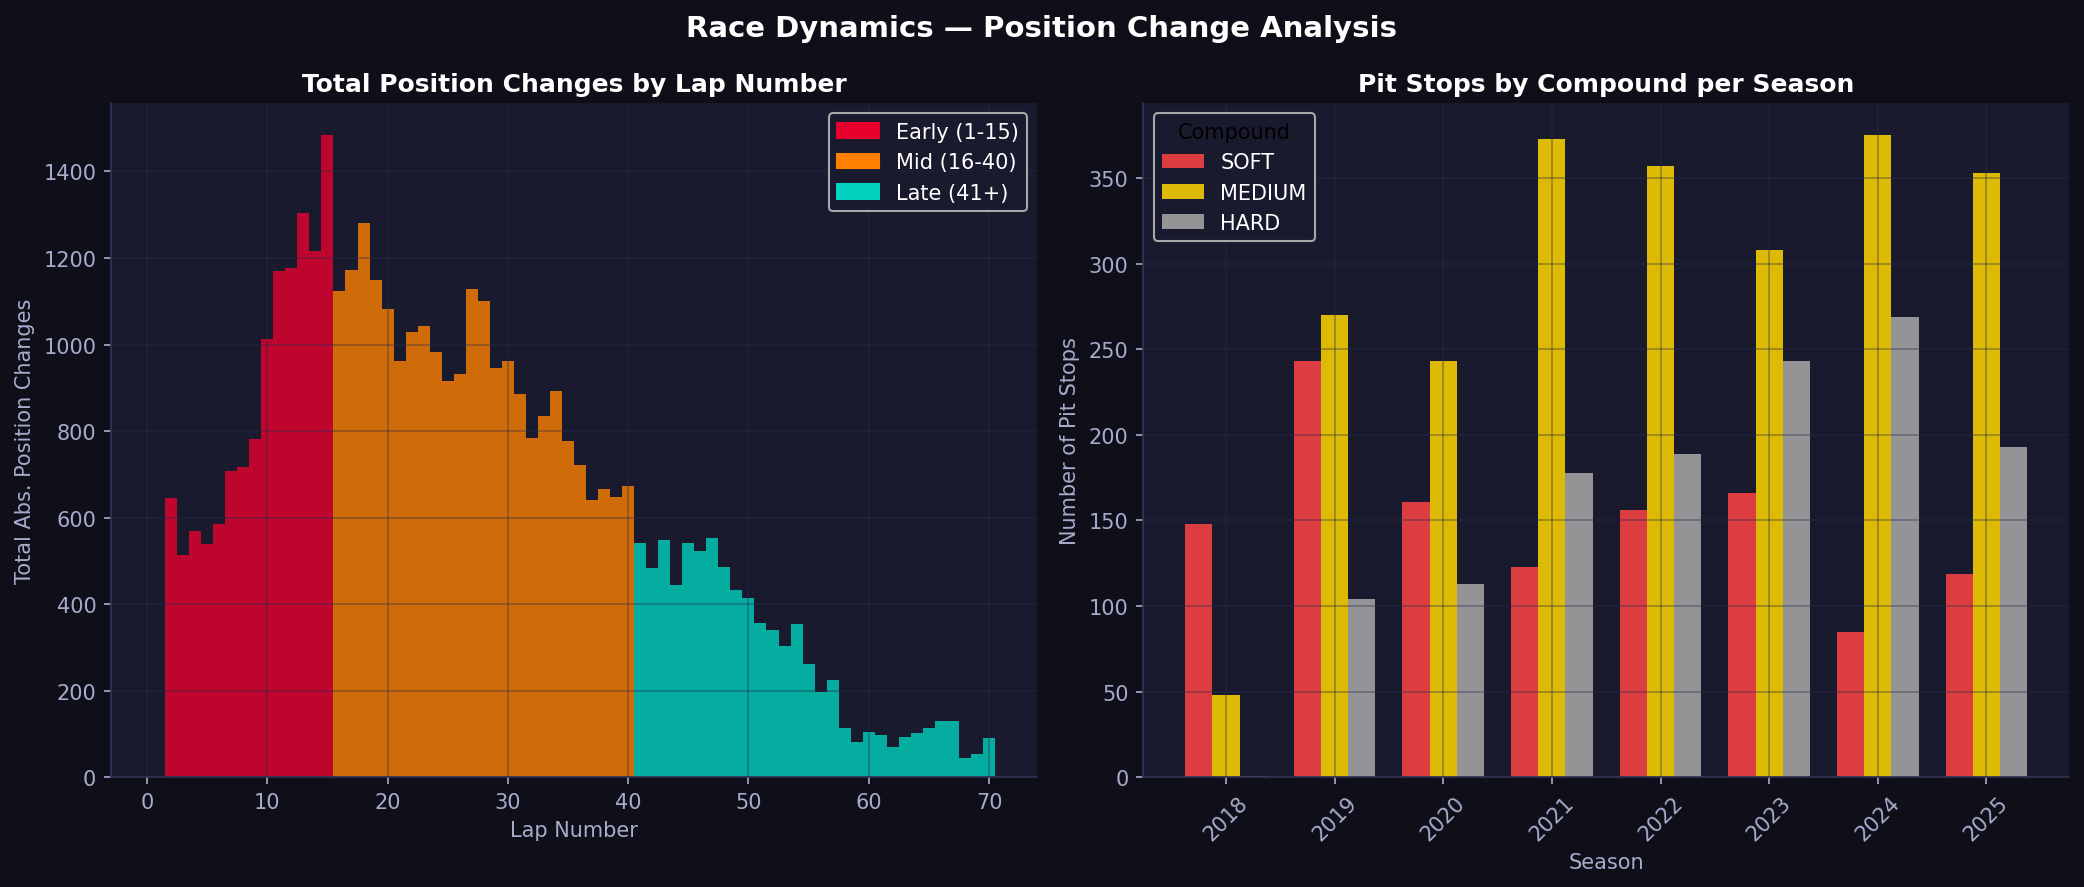 Race Dynamics — Position Change Analysis
Total Position Changes by Lap Number
Early (1-15)
Mid (16-40)
Late (41+)
Total Abs. Position Changes
1400
1200
1000
800
600
400
200
0
0 10 20 30 40 50 60 70
Lap Number
Pit Stops by Compound per Season
Compound
SOFT
MEDIUM
HARD
Number of Pit Stops
350
300
250
200
150
100
50
0
2018 2019 2020 2021 2022 2023 2024 2025
Season